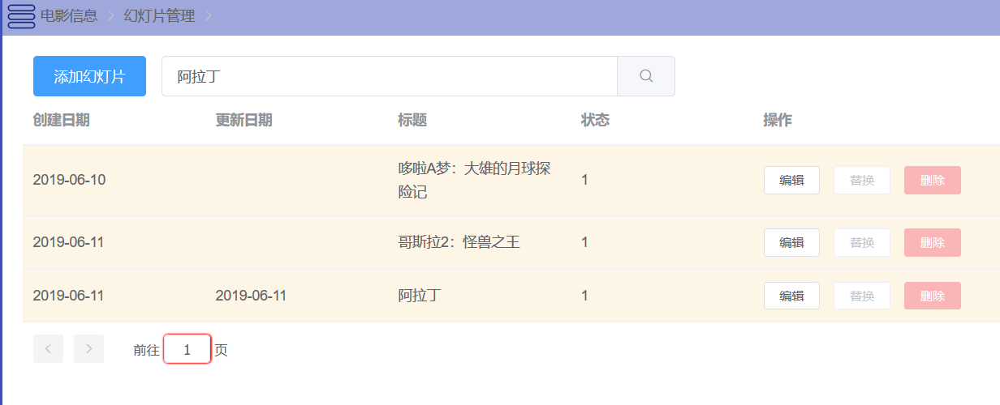 电影信息 > 幻灯片管理 >
添加幻灯片 阿拉丁
创建日期 更新日期 标题 状态 操作
2019-06-10 哆啦A梦：大雄的月球探 1 编辑 替换 删除
险记
2019-06-11 哥斯拉2：怪兽之王 1 编辑 替换 删除
2019-06-11 2019-06-11 阿拉丁 1 编辑 替换 删除
< > 前往 1 页